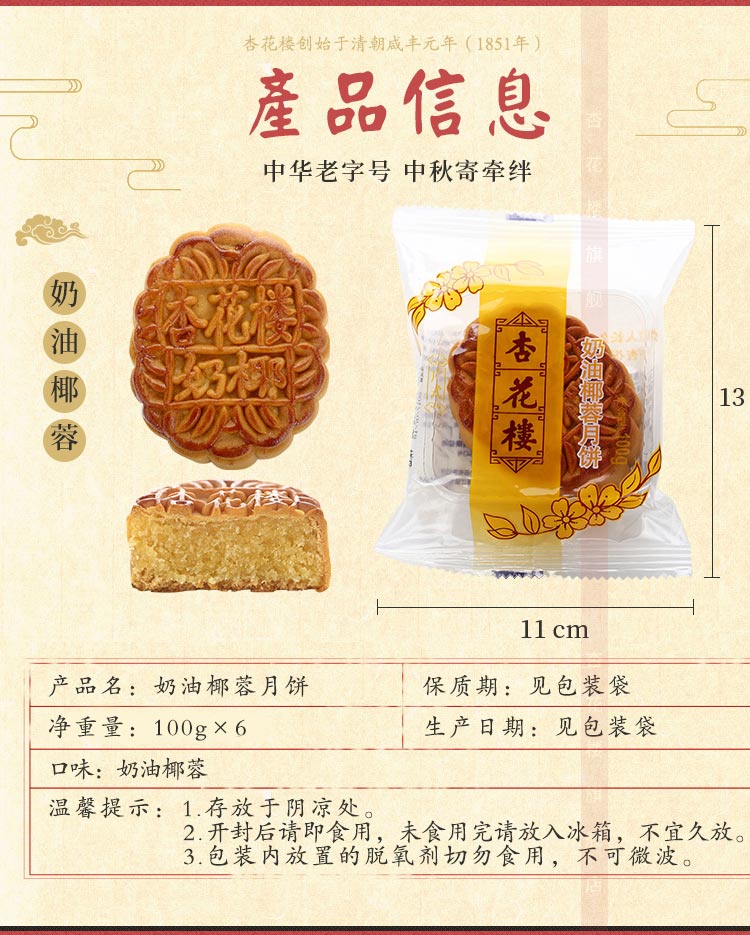 杏花楼创始于清朝咸丰元年（1851年）
產品信息
中华老字号 中秋寄牵绊
奶油椰蓉
杏花楼
奶椰
杏花楼
奶油椰蓉月饼
100g
杏花楼
13
11 cm
产品名：奶油椰蓉月饼
保质期：见包装袋
净重量：100g×6
生产日期：见包装袋
口味：奶油椰蓉
温馨提示：1.存放于阴凉处。
2.开封后请即食用，未食用完请放入冰箱，不宜久放。
3.包装内放置的脱氧剂切勿食用，不可微波。